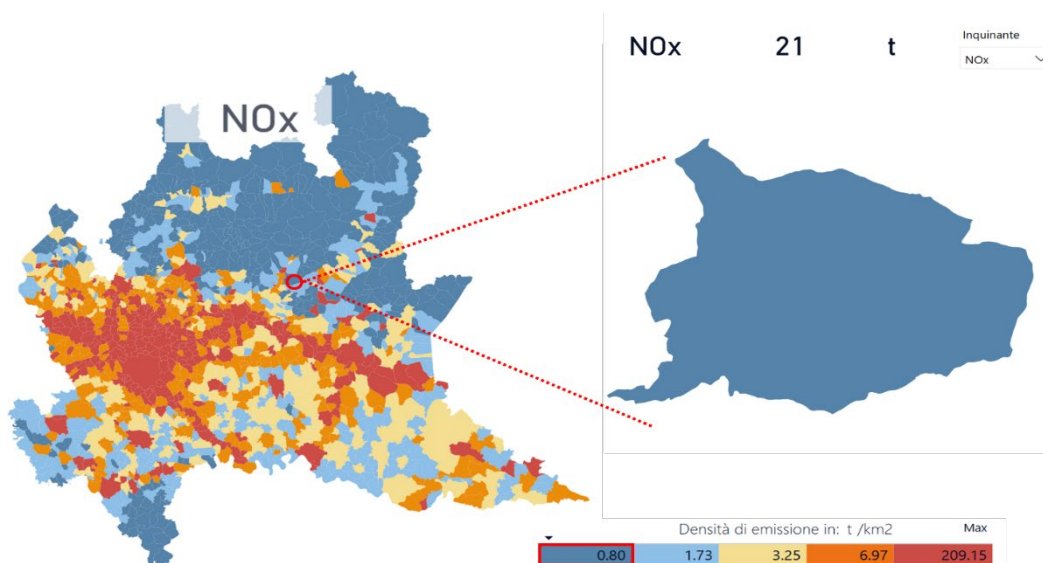 NOx
NOx 21 t
Inquinante
NOx
Densità di emissione in: t /km2 Max
0.80 1.73 3.25 6.97 209.15